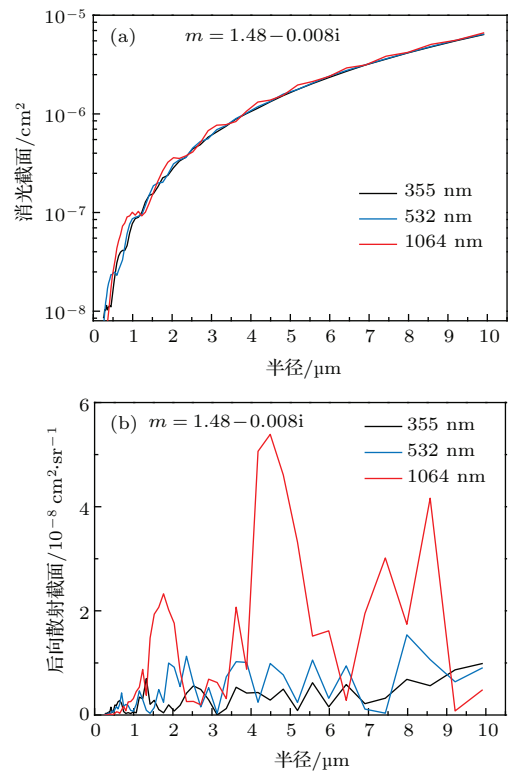 (a)
m = 1.48−0.008i
10⁻⁵
10⁻⁶
10⁻⁷
10⁻⁸
消光截面/cm²
355 nm
532 nm
1064 nm
0 1 2 3 4 5 6 7 8 9 10
半径/µm
(b) m = 1.48−0.008i
6
4
2
0
后向散射截面/10⁻⁸ cm²·sr⁻¹
355 nm
532 nm
1064 nm
0 1 2 3 4 5 6 7 8 9 10
半径/µm